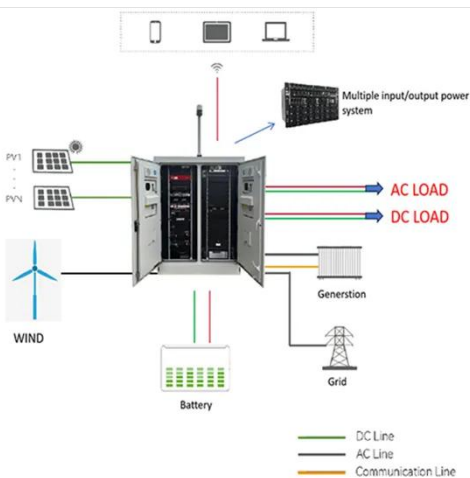 Multiple input/output power
system
PV1
PVN
AC LOAD
DC LOAD
WIND
Generstion
Grid
Battery
DC Line
AC Line
Communication Line